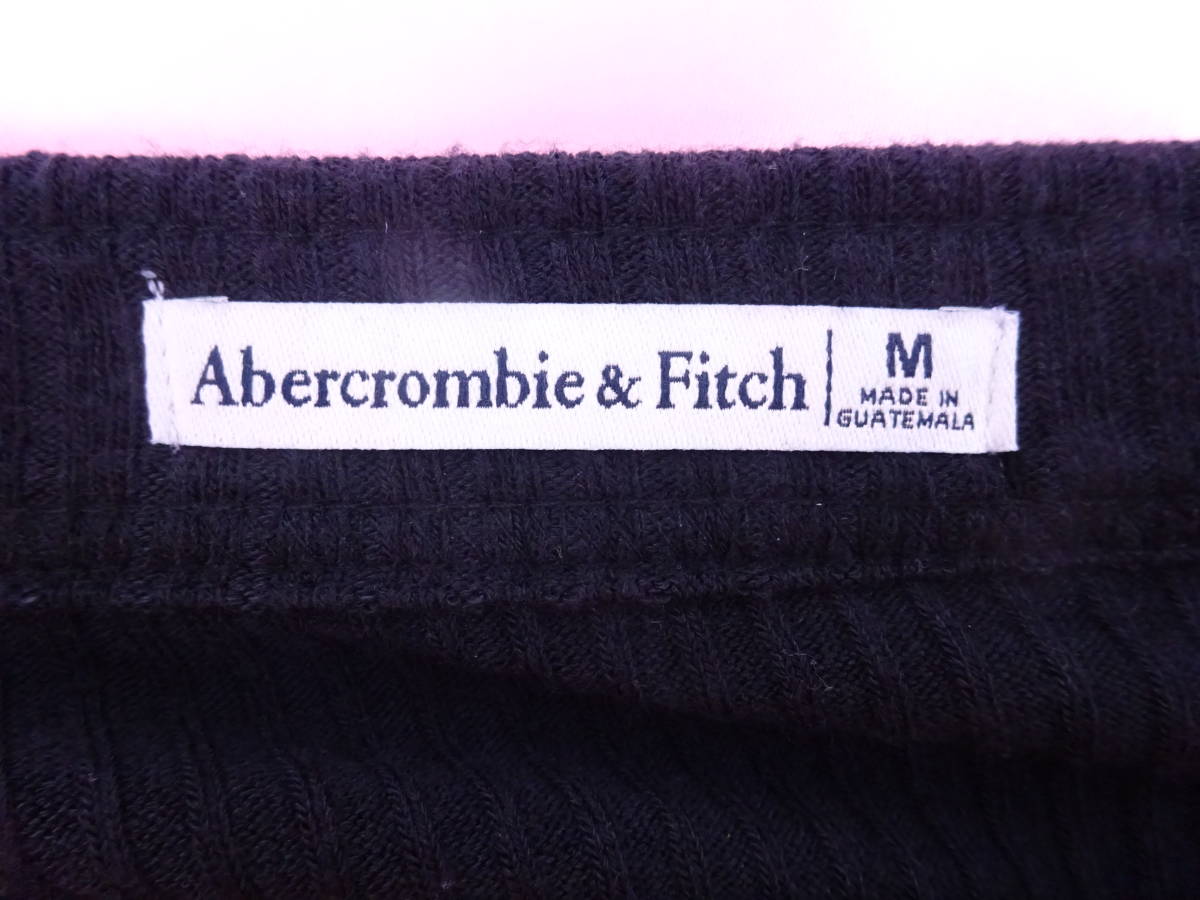 Abercrombie & Fitch
M
MADE IN
GUATEMALA